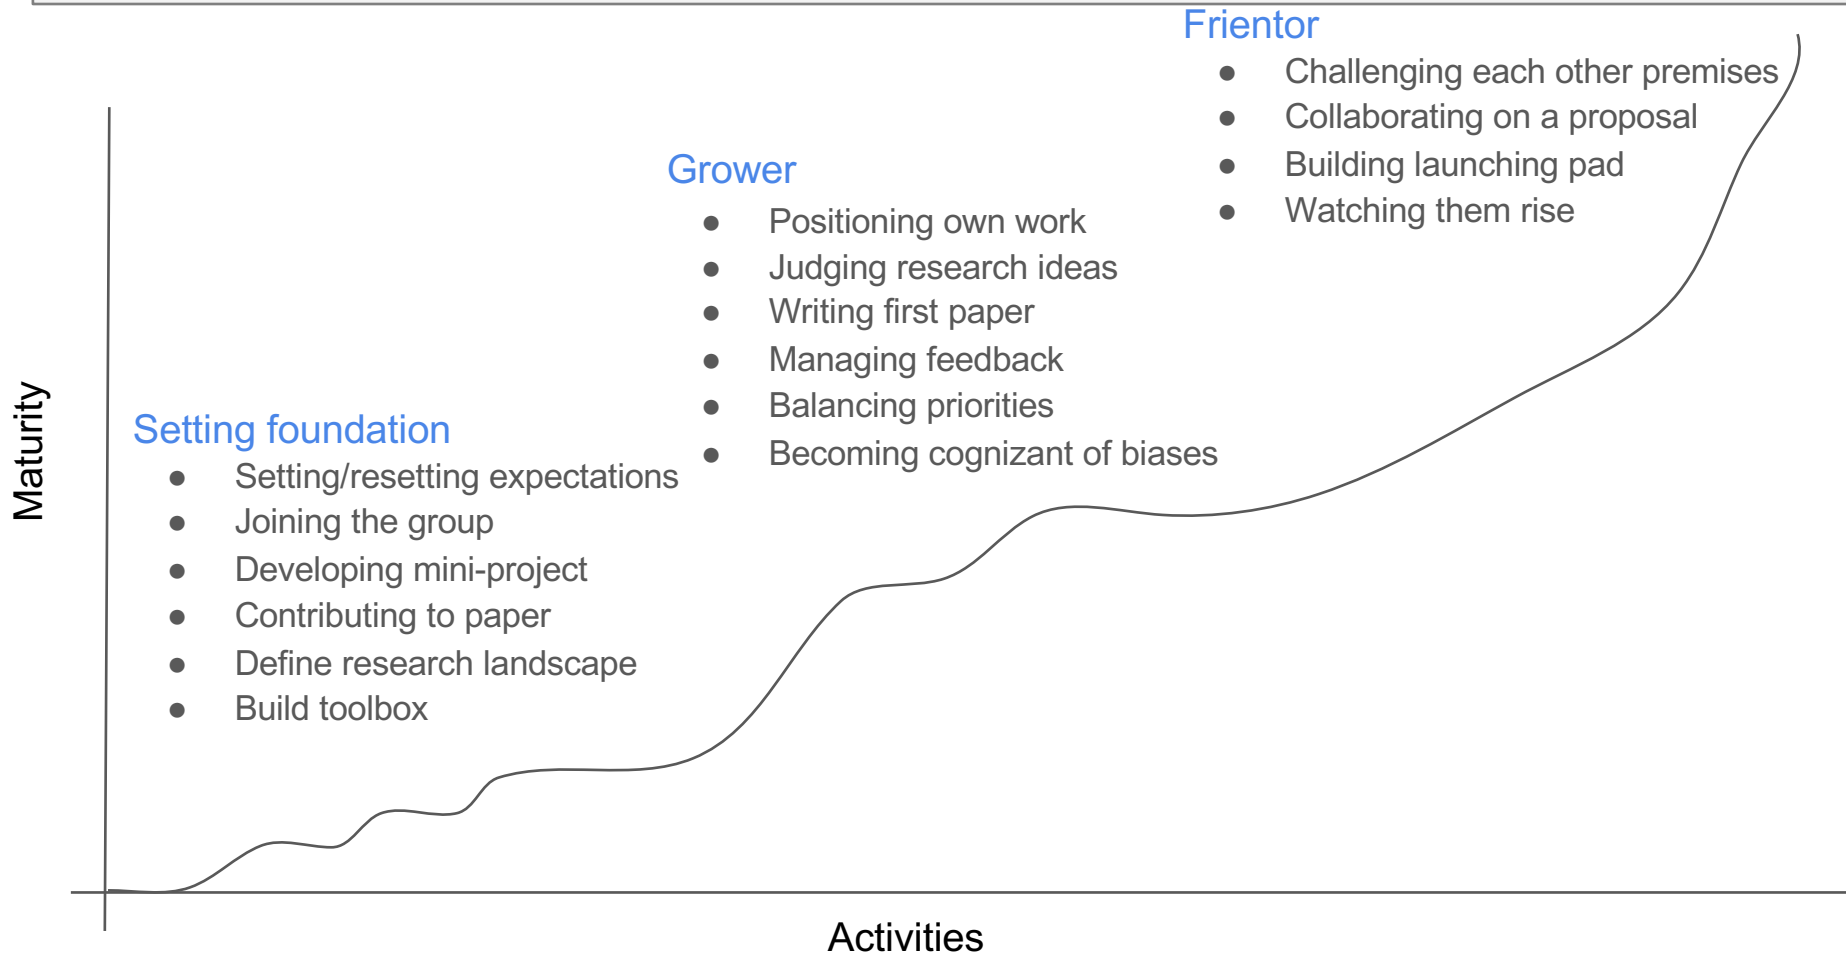 Frientor
● Challenging each other premises
● Collaborating on a proposal
● Building launching pad
● Watching them rise
Grower
● Positioning own work
● Judging research ideas
● Writing first paper
● Managing feedback
● Balancing priorities
● Becoming cognizant of biases
Setting foundation
● Setting/resetting expectations
● Joining the group
● Developing mini-project
● Contributing to paper
● Define research landscape
● Build toolbox
Maturity
Activities